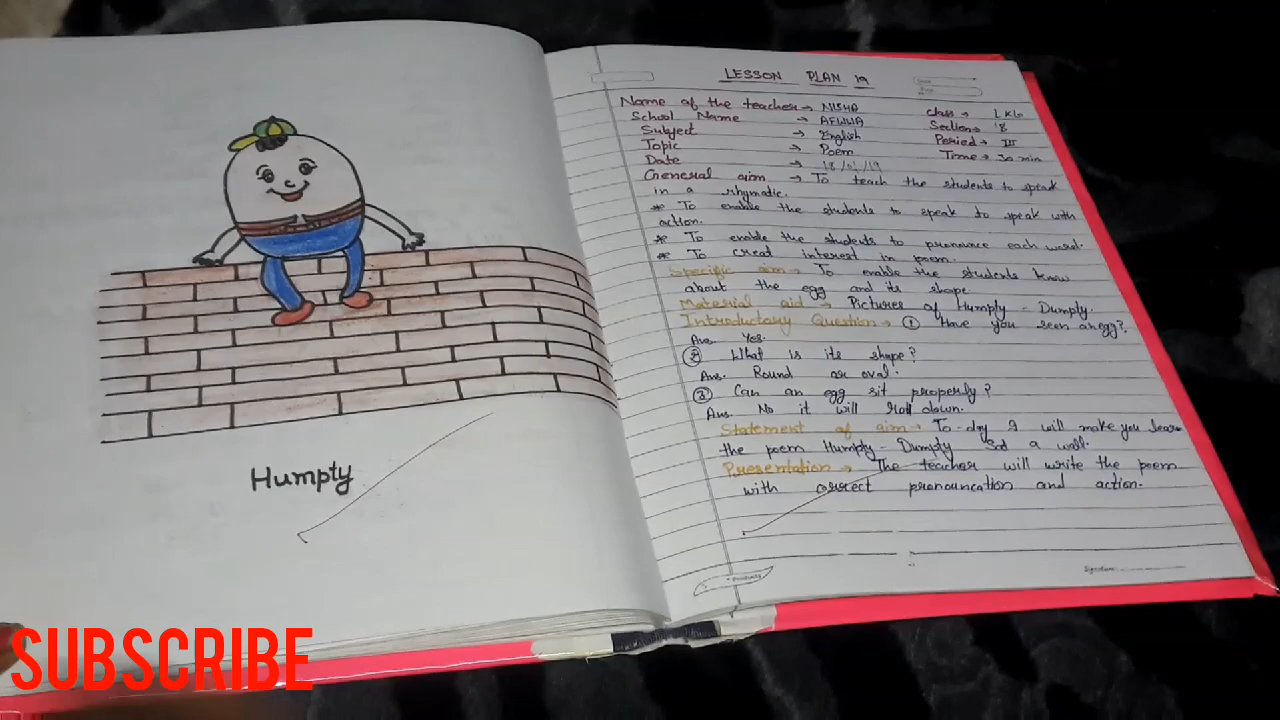 Humpty
LESSON PLAN 19
Name of the teacher → NISHA
Class → LKG
School Name → AFWWA
Section →
Subject → English
Period → III
Topic → Poem
Time → 30 min
Date → 18/01/19
General aim → To teach the students to speak
in a rhymatic.
* To enable the students to speak to speak with
action.
* To enable the students to pronounce each word.
* To creat interest in poem.
Specific aim → To enable the students know
about the egg and its shape
Material aid → Pictures of Humpty - Dumpty.
Introductory Question → ① Have you seen an egg?
Ans. Yes.
② What is its shape?
Ans. Round or oval.
③ Can an egg sit properly?
Ans. No it will roll down.
Statement of aim → To-day I will make you learn
the poem Humpty - Dumpty Sat a wall.
Presentation → The teacher will write the poem
with correct pronouncation and action.
Signature
SUBSCRIBE